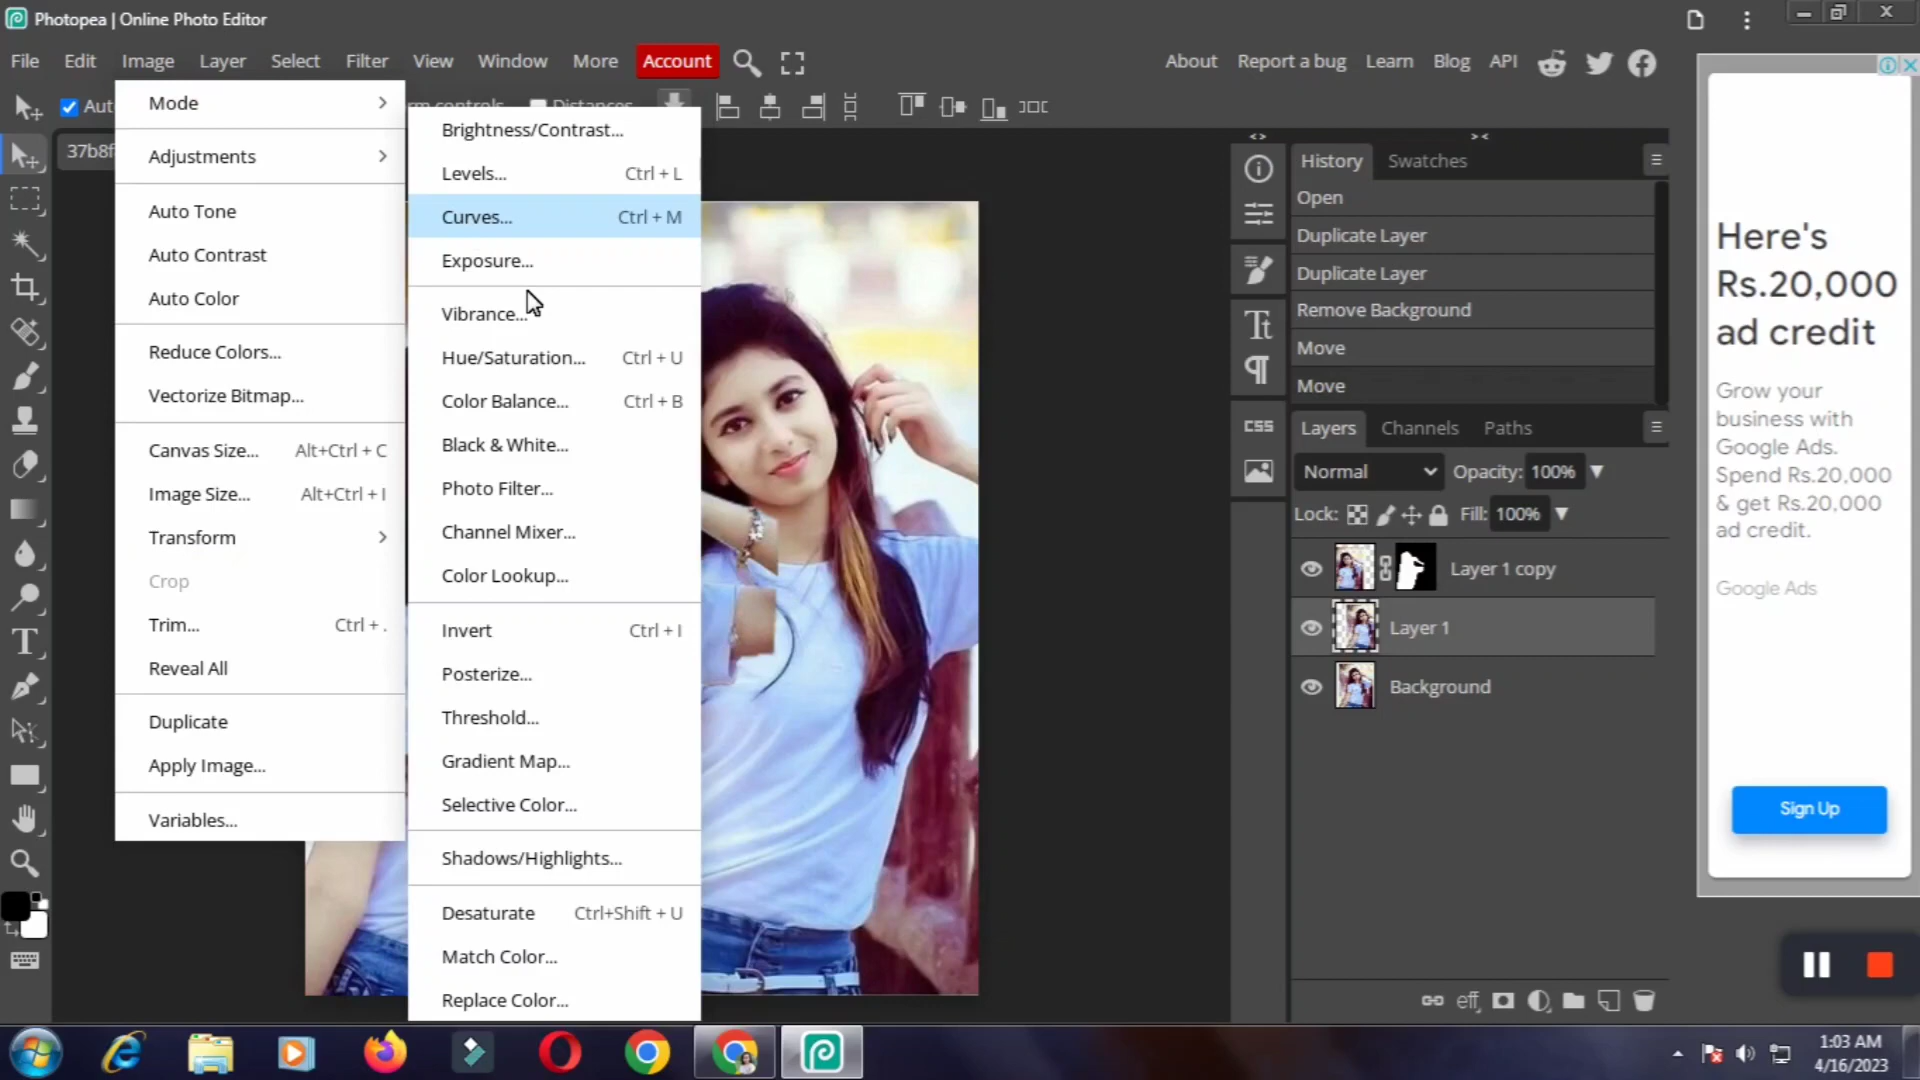 Photopea | Online Photo Editor
File Edit Image Layer Select Filter View Window More Account About Report a bug Learn Blog API
Distances
37b8f
Mode
Adjustments
Auto Tone
Auto Contrast
Auto Color
Reduce Colors...
Vectorize Bitmap...
Canvas Size... Alt+Ctrl + C
Image Size... Alt+Ctrl + I
Transform
Crop
Trim... Ctrl + .
Reveal All
Duplicate
Apply Image...
Variables...
Brightness/Contrast...
Levels... Ctrl + L
Curves... Ctrl + M
Exposure...
Vibrance...
Hue/Saturation... Ctrl + U
Color Balance... Ctrl + B
Black & White...
Photo Filter...
Channel Mixer...
Color Lookup...
Invert Ctrl + I
Posterize...
Threshold...
Gradient Map...
Selective Color...
Shadows/Highlights...
Desaturate Ctrl+Shift + U
Match Color...
Replace Color...
CSS
History Swatches
Open
Duplicate Layer
Duplicate Layer
Remove Background
Move
Move
Layers Channels Paths
Normal Opacity: 100%
Lock: Fill: 100%
Layer 1 copy
Layer 1
Background
eff
Here's
Rs.20,000
ad credit
Grow your
business with
Google Ads.
Spend Rs.20,000
& get Rs.20,000
ad credit.
Google Ads
Sign Up
1:03 AM
4/16/2023